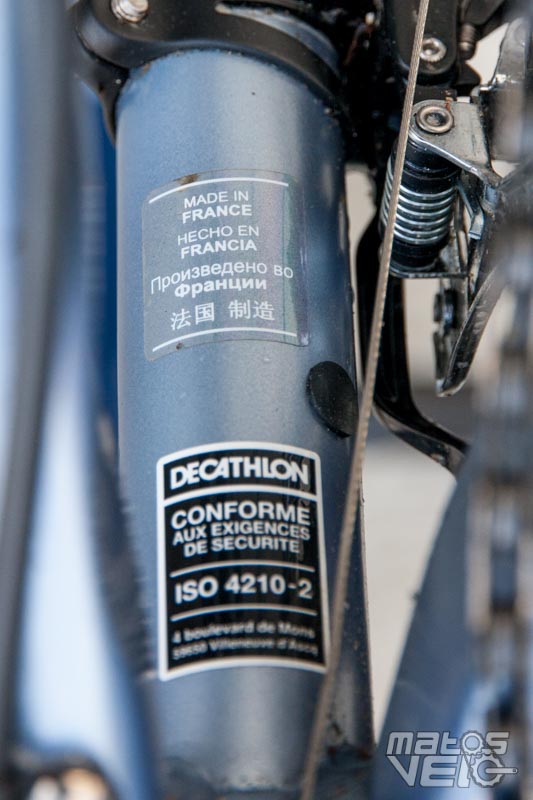 MADE IN
FRANCE
HECHO EN
FRANCIA
Произведено во
Франции
法国 制造
DECATHLON
CONFORME
AUX EXIGENCES
DE SECURITE
ISO 4210-2
4 boulevard de Mons
59650 Villeneuve d'Ascq
matos
VELO